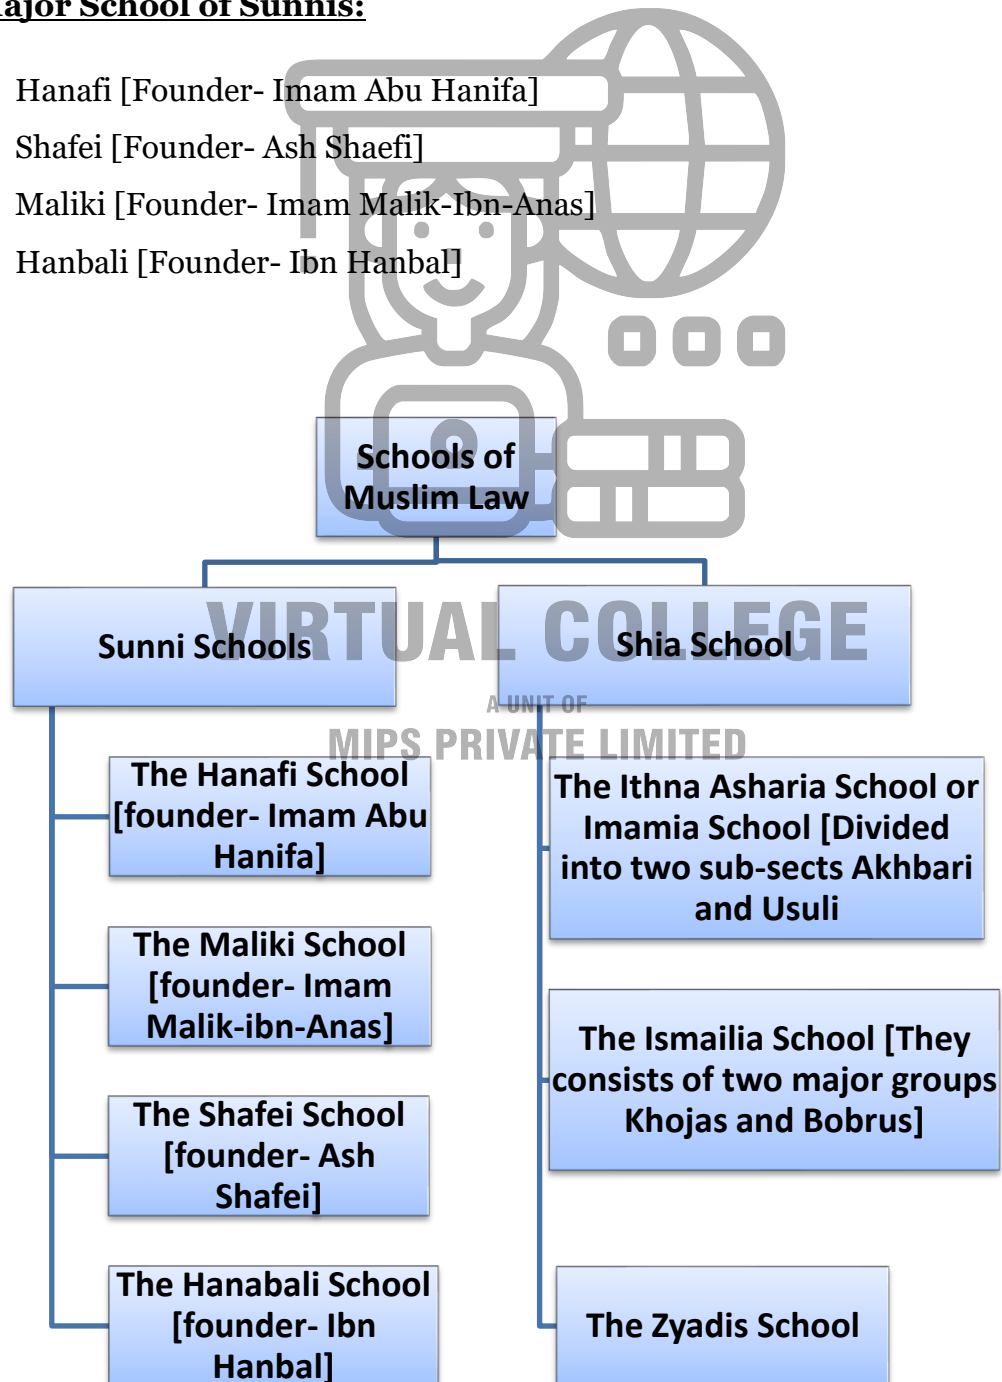 Major School of Sunnis:
Hanafi [Founder- Imam Abu Hanifa]
Shafei [Founder- Ash Shaefi]
Maliki [Founder- Imam Malik-Ibn-Anas]
Hanbali [Founder- Ibn Hanbal]
Schools of
Muslim Law
Sunni Schools
Shia School
VIRTUAL COLLEGE
A UNIT OF
MIPS PRIVATE LIMITED
The Hanafi School
[founder- Imam Abu
Hanifa]
The Maliki School
[founder- Imam
Malik-ibn-Anas]
The Shafei School
[founder- Ash
Shafei]
The Hanabali School
[founder- Ibn
Hanbal]
The Ithna Asharia School or
Imamia School [Divided
into two sub-sects Akhbari
and Usuli
The Ismailia School [They
consists of two major groups
Khojas and Bobrus]
The Zyadis School